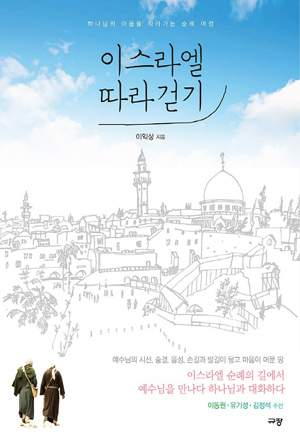 하나님의 마음을 따라가는 순례 여정
이스라엘
따라 걷기
이익상 지음
예수님의 시선, 숨결, 음성, 손길과 발길이 닿고 마음이 머문 땅
이스라엘 순례의 길에서
예수님을 만나다 하나님과 대화하다
이동원·유기성·김정석 추천
규장